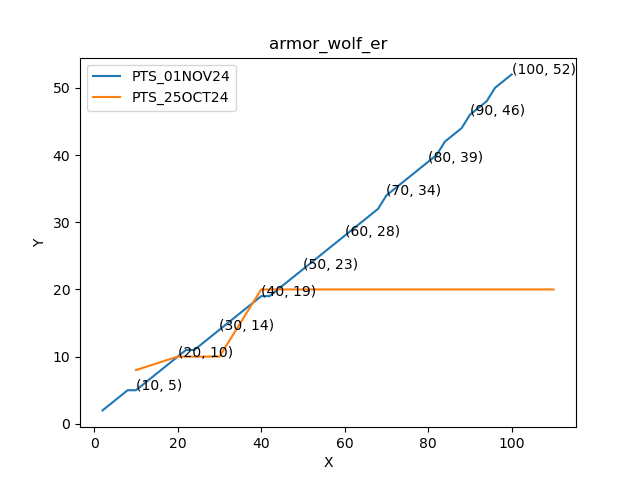 armor_wolf_er
PTS_01NOV24
PTS_25OCT24
(100, 52)
(90, 46)
(80, 39)
(70, 34)
(60, 28)
(50, 23)
(40, 19)
(30, 14)
(20, 10)
(10, 5)
50
40
30
20
10
0
Y
0 20 40 60 80 100
X